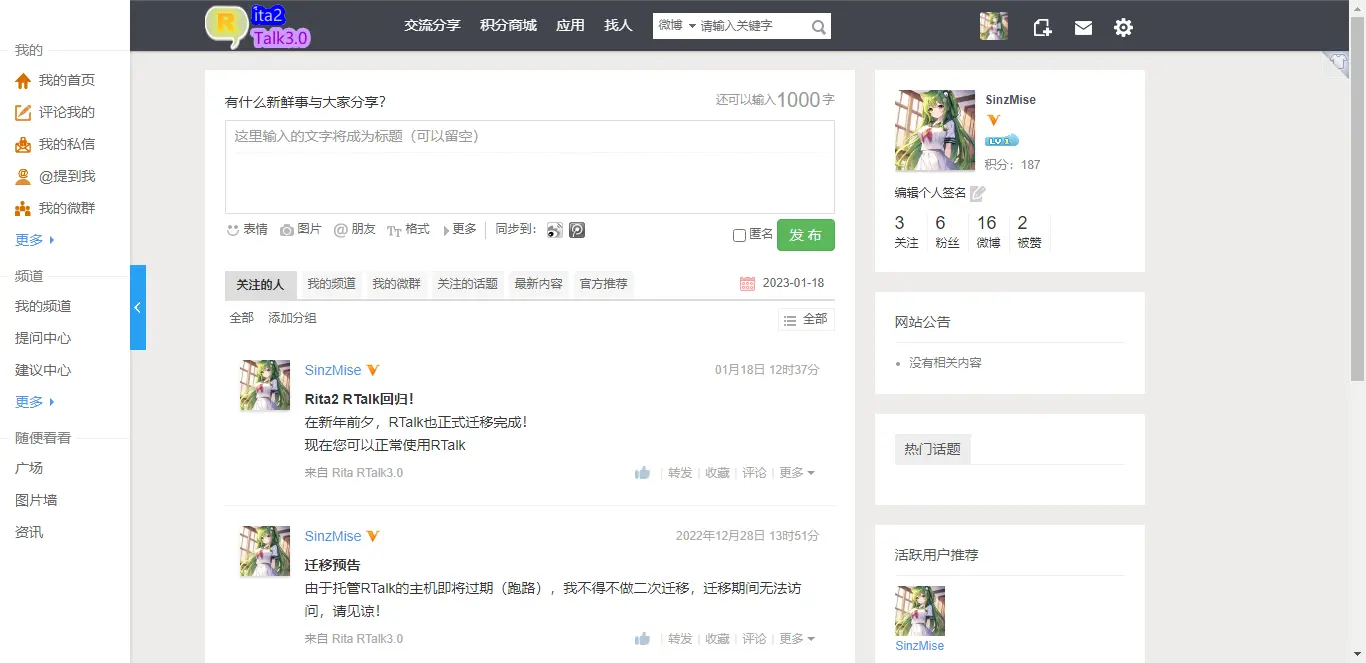 R ita2
Talk3.0
交流分享 积分商城 应用 找人 微博 请输入关键字
我的
我的首页
评论我的
我的私信
@提到我
我的微群
更多
频道
我的频道
提问中心
建议中心
更多
随便看看
广场
图片墙
资讯
有什么新鲜事与大家分享?
还可以输入1000字
这里输入的文字将成为标题（可以留空）
表情 图片 @朋友 格式 更多 同步到： 匿名 发布
关注的人 我的频道 我的微群 关注的话题 最新内容 官方推荐 2023-01-18
全部 添加分组 全部
SinzMise 01月18日 12时37分
Rita2 RTalk回归！
在新年前夕，RTalk也正式迁移完成！
现在您可以正常使用RTalk
来自 Rita RTalk3.0 转发 收藏 评论 更多
SinzMise 2022年12月28日 13时51分
迁移预告
由于托管RTalk的主机即将过期（跑路），我不得不做二次迁移，迁移期间无法访
问，请见谅！
来自 Rita RTalk3.0 转发 收藏 评论 更多
SinzMise
LV 1
积分：187
编辑个人签名
3 6 16 2
关注 粉丝 微博 被赞
网站公告
没有相关内容
热门话题
活跃用户推荐
SinzMise